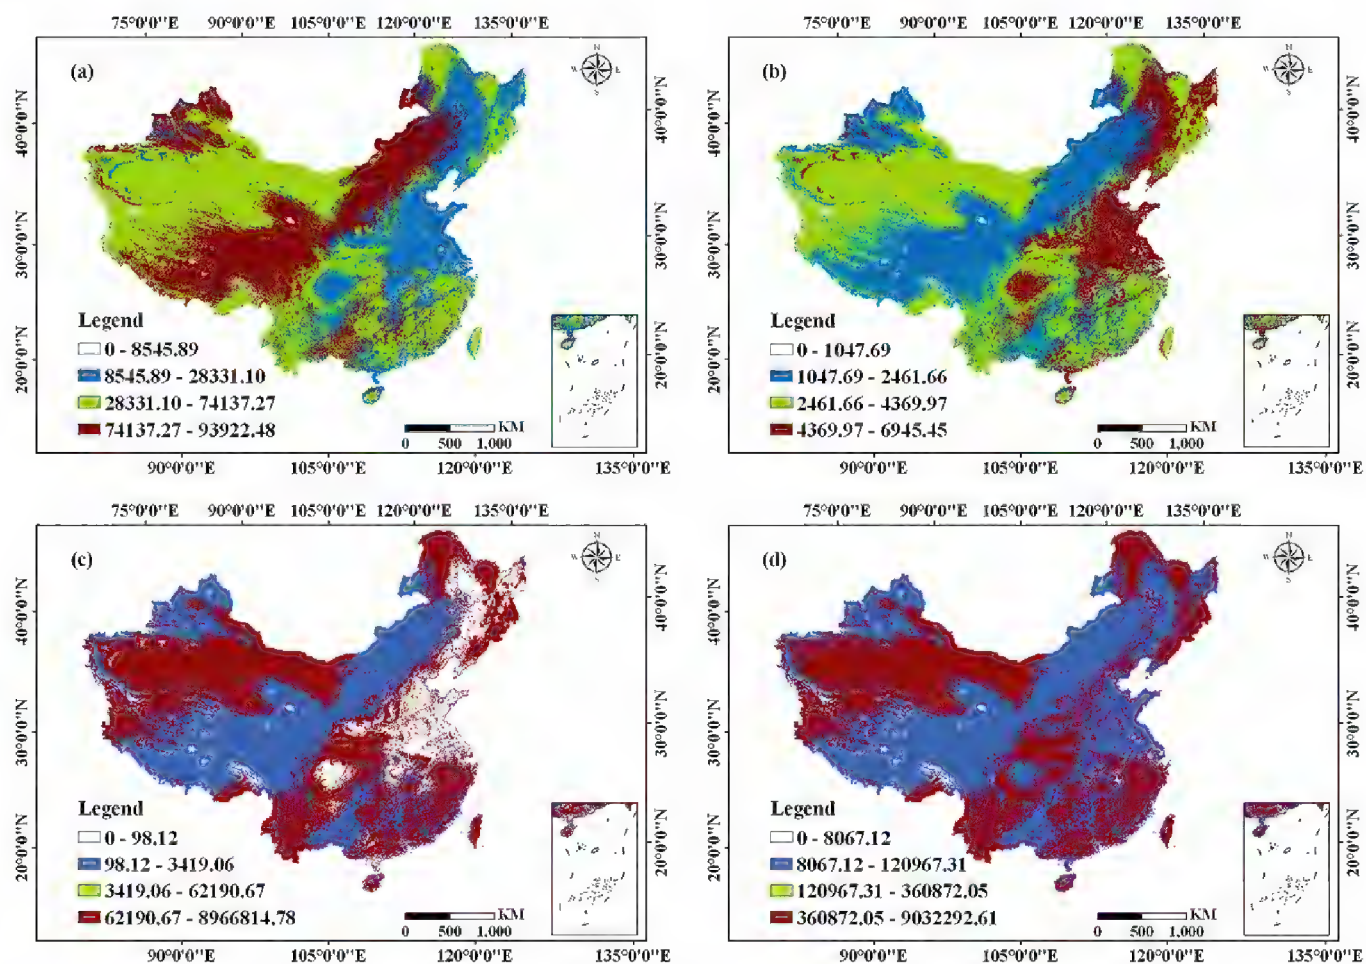 75°0'0"E 90°0'0"E 105°0'0"E 120°0'0"E 135°0'0"E
(a)
N
W E
S
40°0'0"N 40°0'0"N
30°0'0"N 30°0'0"N
20°0'0"N 20°0'0"N
Legend
0 - 8545.89
8545.89 - 28331.10
28331.10 - 74137.27
74137.27 - 93922.48
KM
0 500 1,000
90°0'0"E 105°0'0"E 120°0'0"E 135°0'0"E
75°0'0"E 90°0'0"E 105°0'0"E 120°0'0"E 135°0'0"E
(b)
N
W E
S
40°0'0"N 40°0'0"N
30°0'0"N 30°0'0"N
20°0'0"N 20°0'0"N
Legend
0 - 1047.69
1047.69 - 2461.66
2461.66 - 4369.97
4369.97 - 6945.45
KM
0 500 1,000
90°0'0"E 105°0'0"E 120°0'0"E 135°0'0"E
75°0'0"E 90°0'0"E 105°0'0"E 120°0'0"E 135°0'0"E
(c)
N
W E
S
40°0'0"N 40°0'0"N
30°0'0"N 30°0'0"N
20°0'0"N 20°0'0"N
Legend
0 - 98.12
98.12 - 3419.06
3419.06 - 62190.67
62190.67 - 8966814.78
KM
0 500 1,000
90°0'0"E 105°0'0"E 120°0'0"E 135°0'0"E
75°0'0"E 90°0'0"E 105°0'0"E 120°0'0"E 135°0'0"E
(d)
N
W E
S
40°0'0"N 40°0'0"N
30°0'0"N 30°0'0"N
20°0'0"N 20°0'0"N
Legend
0 - 8067.12
8067.12 - 120967.31
120967.31 - 360872.05
360872.05 - 9032292.61
KM
0 500 1,000
90°0'0"E 105°0'0"E 120°0'0"E 135°0'0"E